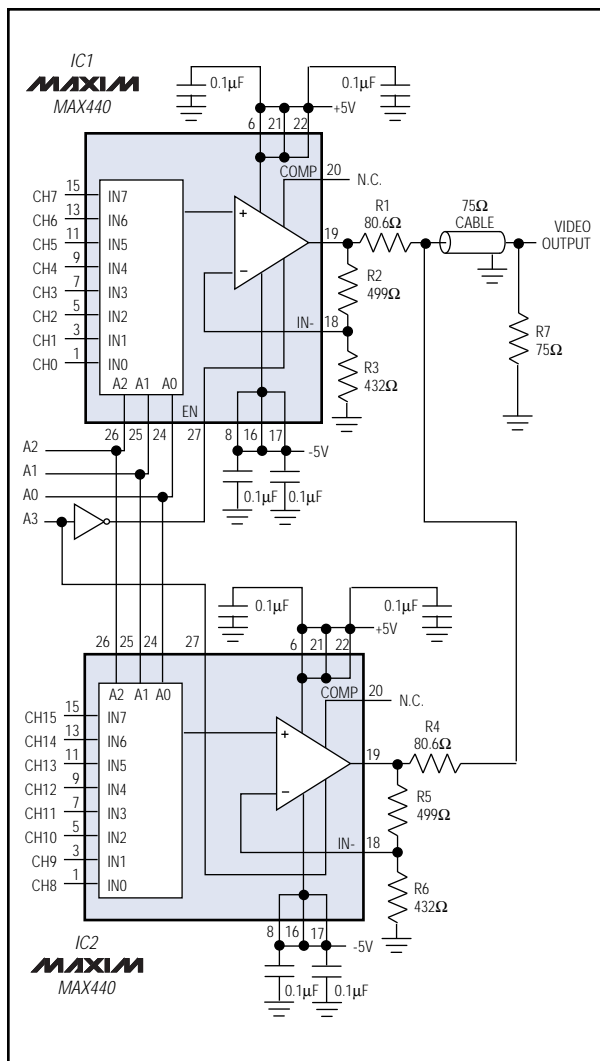 IC1
MAXIM
MAX440
0.1µF
0.1µF
+5V
6 21 22
COMP
20
N.C.
15 IN7
13 IN6
11 IN5
9 IN4
7 IN3
5 IN2
3 IN1
1 IN0
CH7
CH6
CH5
CH4
CH3
CH2
CH1
CH0
A2 A1 A0
+
−
19
R1
80.6Ω
75Ω
CABLE
VIDEO
OUTPUT
R2
499Ω
IN- 18
R3
432Ω
R7
75Ω
EN
26 25 24 27
8 16 17
-5V
0.1µF
0.1µF
A2
A1
A0
A3
0.1µF
0.1µF
+5V
26 25 24 27
6 21 22
COMP
20
N.C.
A2 A1 A0
CH15
CH14
CH13
CH12
CH11
CH10
CH9
CH8
15 IN7
13 IN6
11 IN5
9 IN4
7 IN3
5 IN2
3 IN1
1 IN0
+
−
19
R4
80.6Ω
R5
499Ω
IN- 18
R6
432Ω
8 16 17
-5V
0.1µF
0.1µF
IC2
MAXIM
MAX440